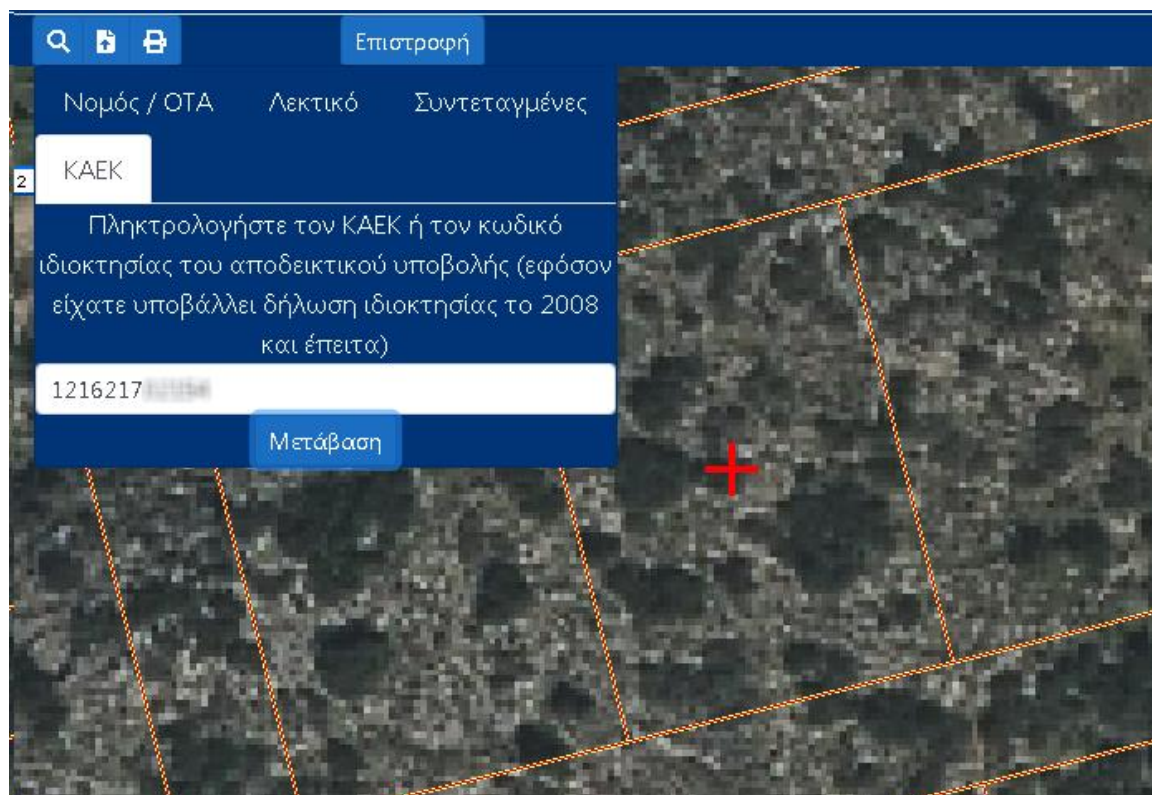 Επιστροφή
Νομός / ΟΤΑ Λεκτικό Συντεταγμένες
ΚΑΕΚ
2
Πληκτρολογήστε τον ΚΑΕΚ ή τον κωδικό
ιδιοκτησίας του αποδεικτικού υποβολής (εφόσον
είχατε υποβάλλει δήλωση ιδιοκτησίας το 2008
και έπειτα)
1216217
Μετάβαση